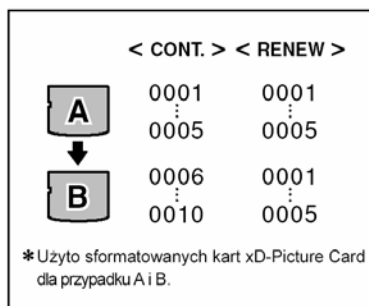 < CONT. > < RENEW >
A
0001 0001
⋮ ⋮
0005 0005
B
0006 0001
⋮ ⋮
0010 0005
*Użyto sformatowanych kart xD-Picture Card
dla przypadku A i B.